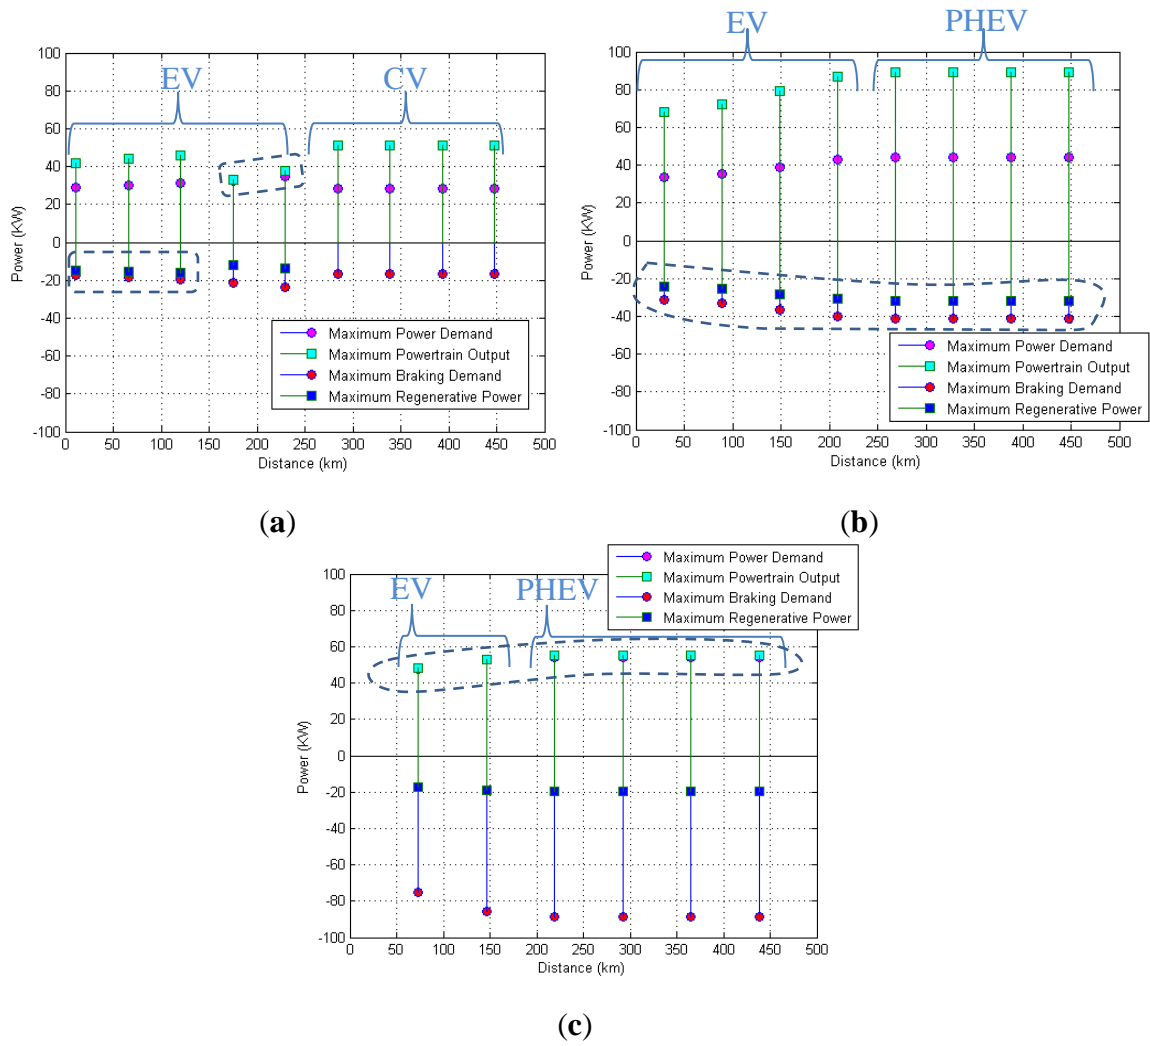 EV PHEV
100
80
60
40
20
0
-20
-40
-60
-80
-100
Power (KW)
EV CV
Maximum Power Demand
Maximum Powertrain Output
Maximum Braking Demand
Maximum Regenerative Power
0 50 100 150 200 250 300 350 400 450 500
Distance (km)
(a)
100
80
60
40
20
0
-20
-40
-60
-80
-100
Power (KW)
Maximum Power Demand
Maximum Powertrain Output
Maximum Braking Demand
Maximum Regenerative Power
0 50 100 150 200 250 300 350 400 450 500
Distance (km)
(b)
Maximum Power Demand
Maximum Powertrain Output
Maximum Braking Demand
Maximum Regenerative Power
EV PHEV
100
80
60
40
20
0
-20
-40
-60
-80
-100
Power (KW)
0 50 100 150 200 250 300 350 400 450 500
Distance (km)
(c)